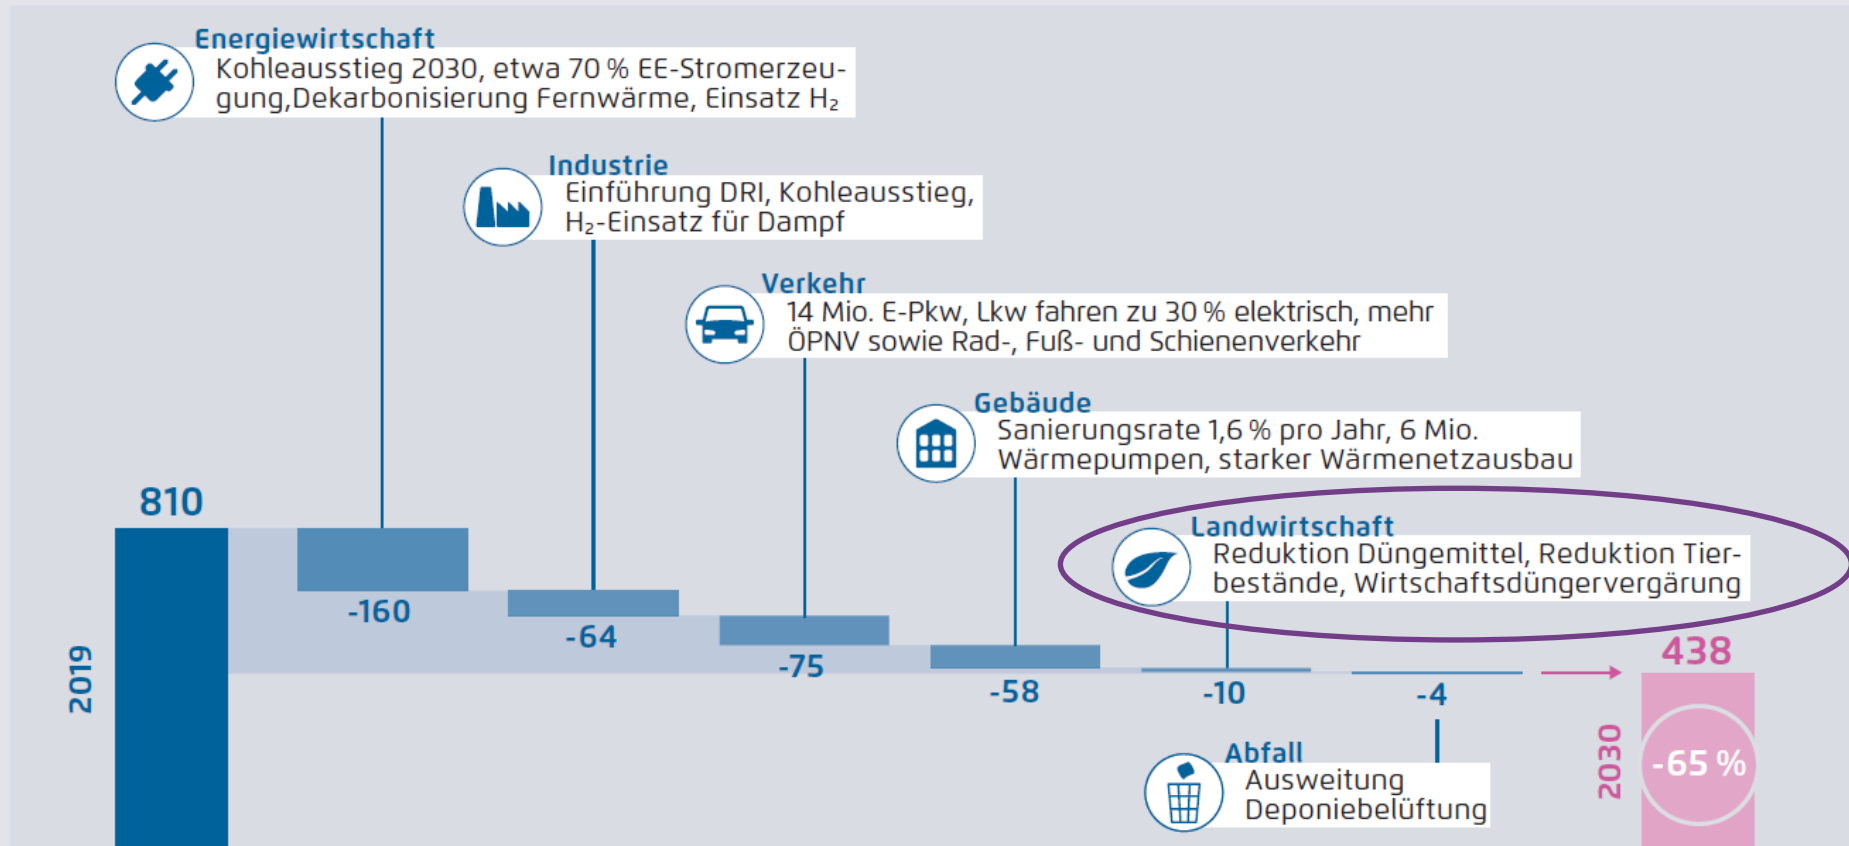 Energiewirtschaft
Kohleausstieg 2030, etwa 70 % EE-Stromerzeu-
gung,Dekarbonisierung Fernwärme, Einsatz H₂
Industrie
Einführung DRI, Kohleausstieg,
H₂-Einsatz für Dampf
Verkehr
14 Mio. E-Pkw, Lkw fahren zu 30 % elektrisch, mehr
ÖPNV sowie Rad-, Fuß- und Schienenverkehr
Gebäude
Sanierungsrate 1,6 % pro Jahr, 6 Mio.
Wärmepumpen, starker Wärmenetzausbau
Landwirtschaft
Reduktion Düngemittel, Reduktion Tier-
bestände, Wirtschaftsdüngervergärung
810
2019
-160
-64
-75
-58
-10
-4
438
2030
-65 %
Abfall
Ausweitung
Deponiebelüftung